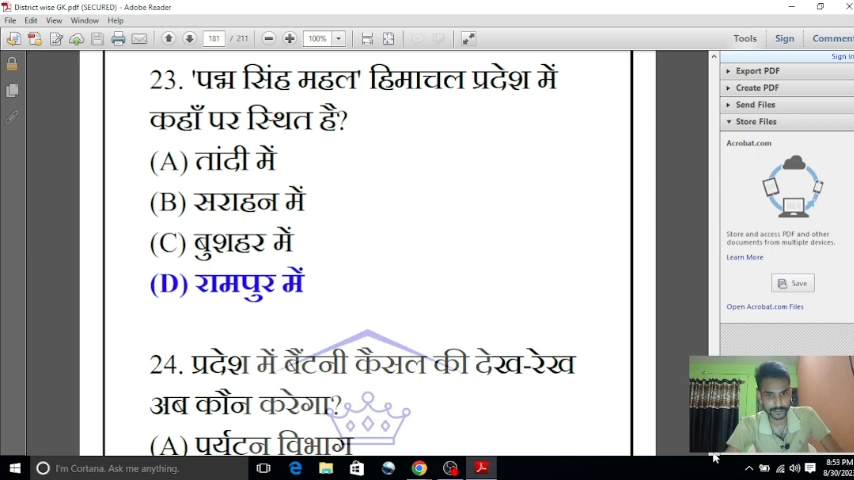 District wise GK.pdf (SECURED) - Adobe Reader
File Edit View Window Help
181 / 211 100% Tools Sign Comment
Sign In
23. 'पद्म सिंह महल' हिमाचल प्रदेश में
कहाँ पर स्थित है?
(A) तांदी में
(B) सराहन में
(C) बुशहर में
(D) रामपुर में
24. प्रदेश में बैंटनी कैसल की देख-रेख
अब कौन करेगा?
(A) पर्यटन विभाग
Export PDF
Create PDF
Send Files
Store Files
Acrobat.com
Store and access PDF and other
documents from multiple devices.
Learn More
Save
Open Acrobat.com Files
I'm Cortana. Ask me anything.
8:53 PM